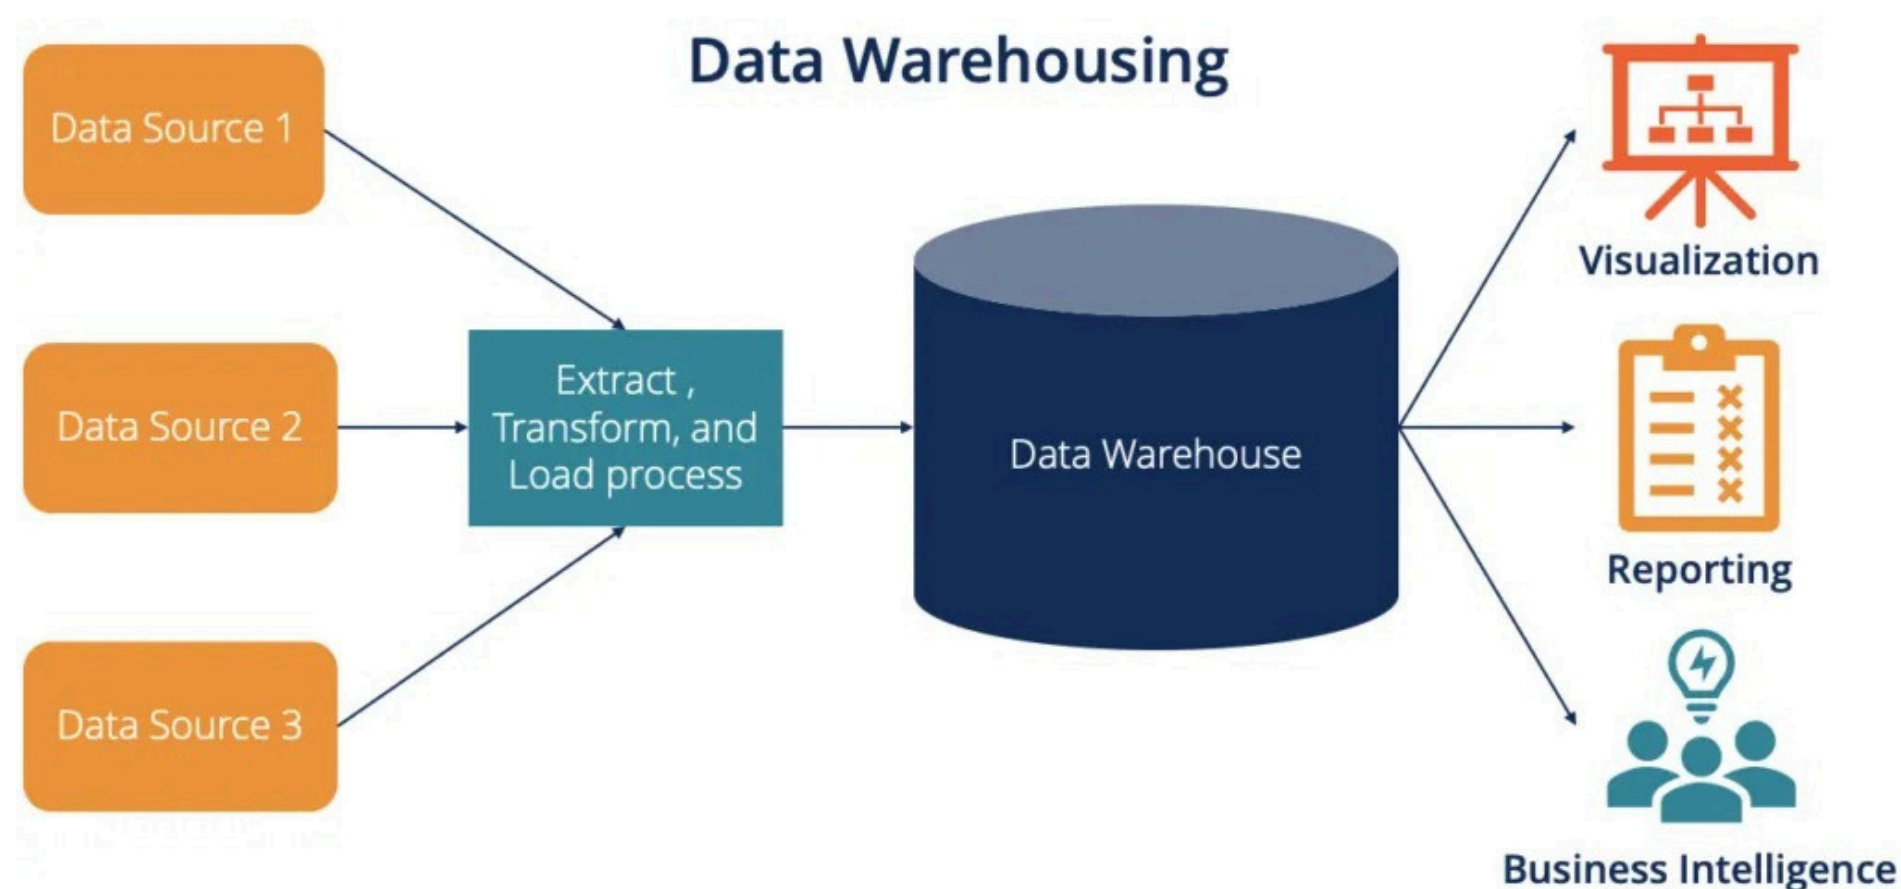 Data Warehousing
Data Source 1
Data Source 2
Data Source 3
Extract ,
Transform, and
Load process
Data Warehouse
Visualization
Reporting
Business Intelligence